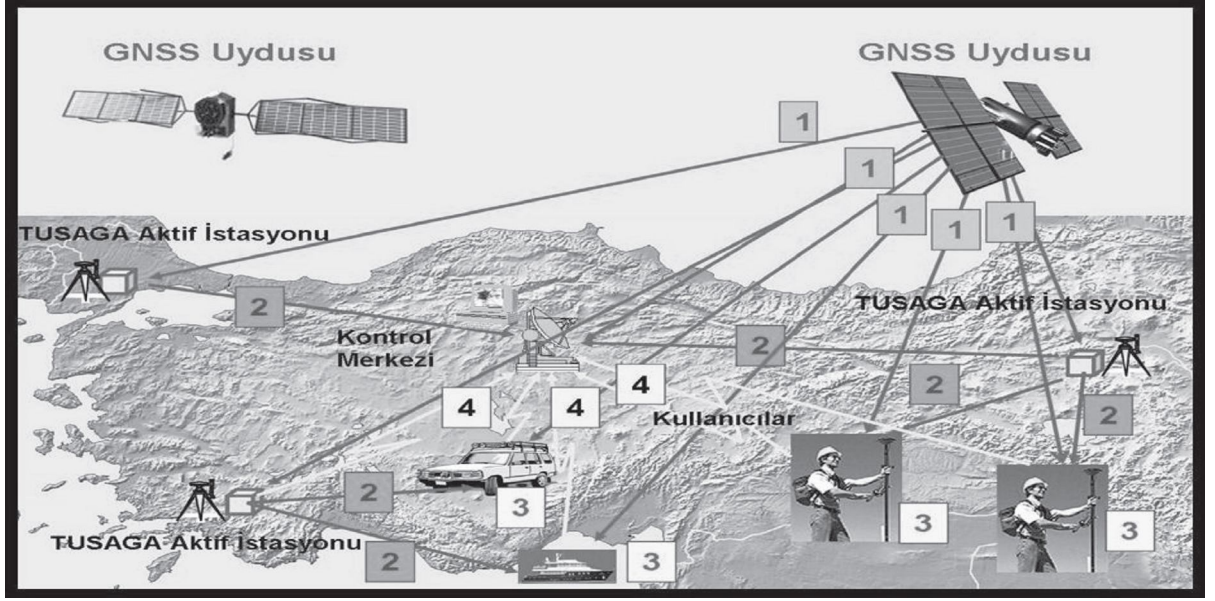 GNSS Uydusu
GNSS Uydusu
1
1
1
1
1
TUSAGA Aktif İstasyonu
2
Kontrol
Merkezi
TUSAGA Aktif İstasyonu
2
4
4
4
2
2
Kullanıcılar
2
3
3
3
TUSAGA Aktif İstasyonu
2
3